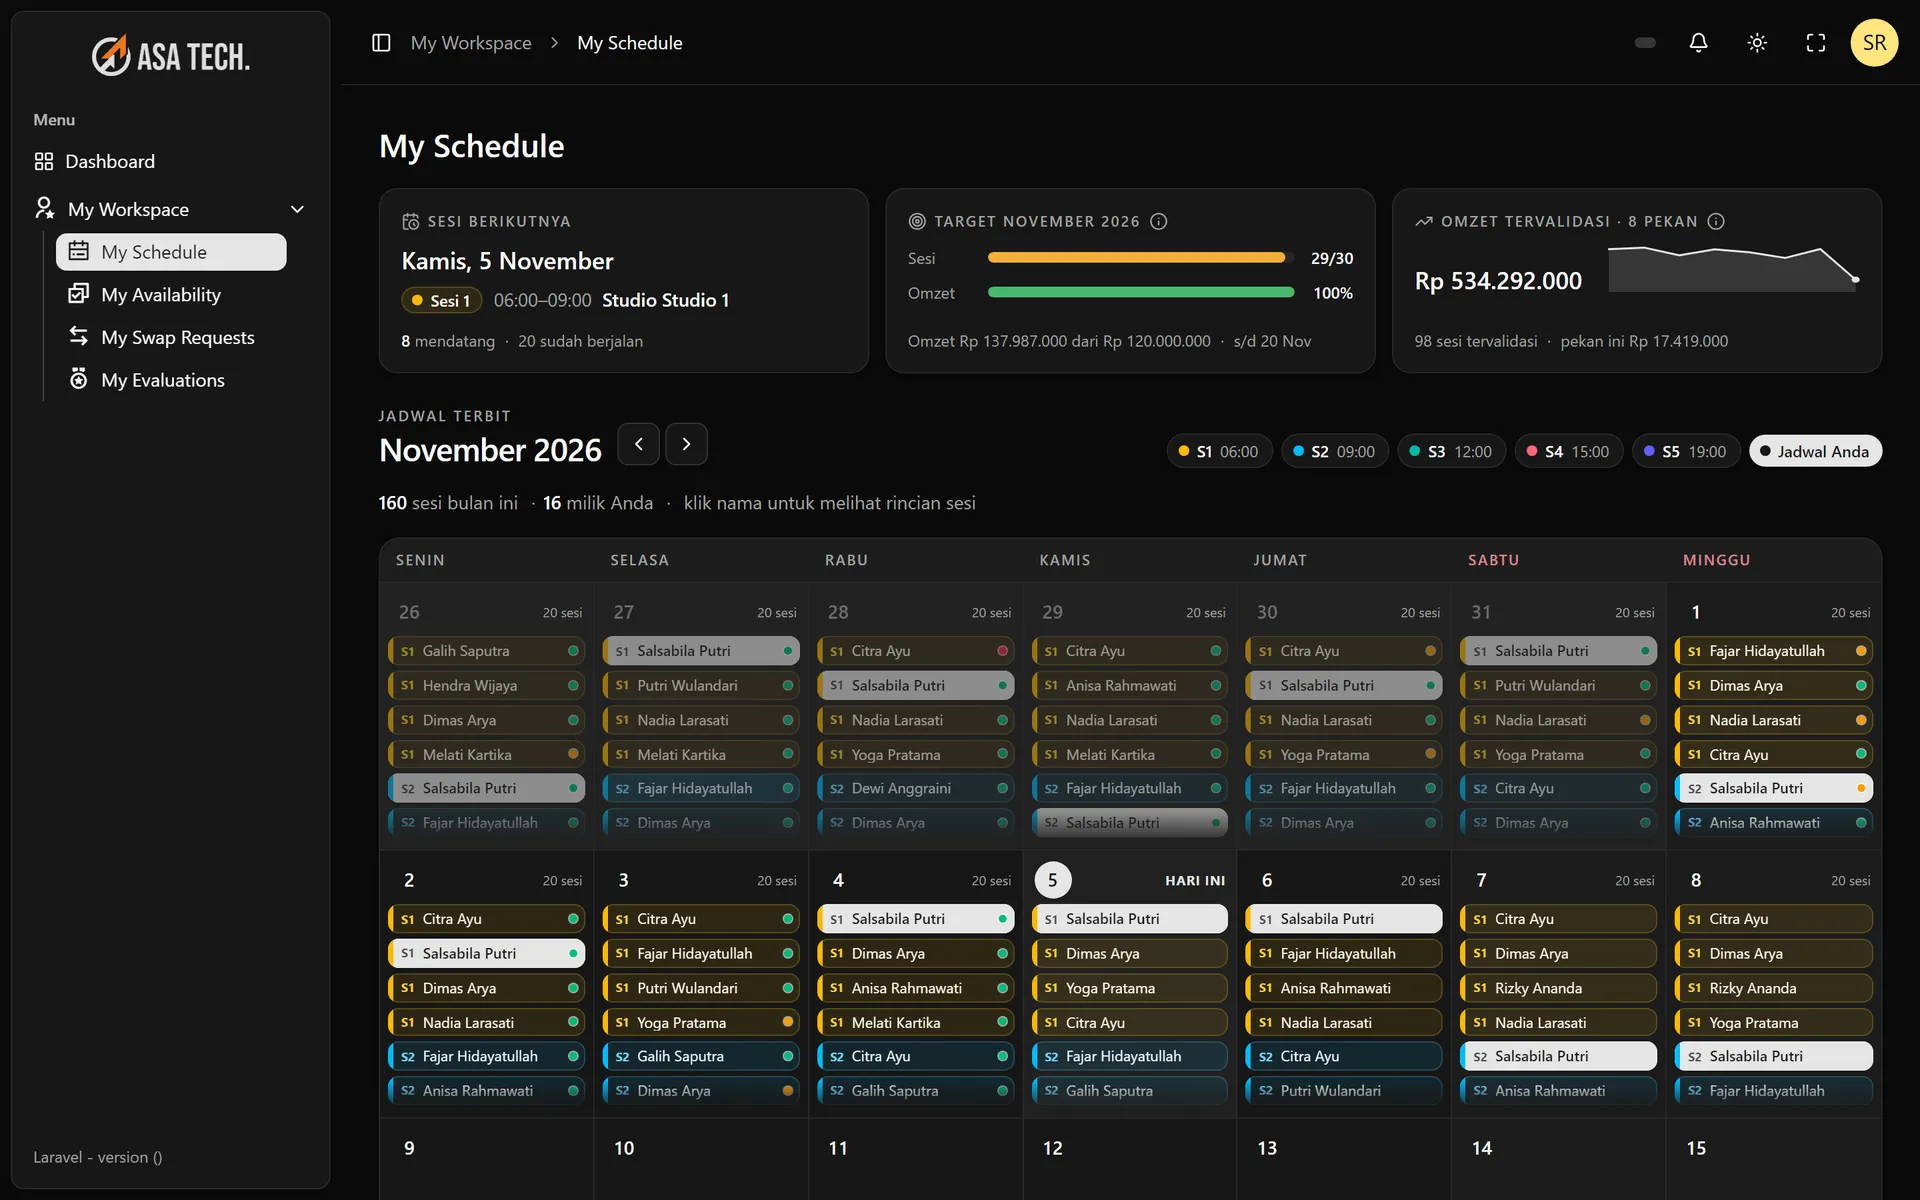 ASA TECH.
Menu
Dashboard
My Workspace
My Schedule
My Availability
My Swap Requests
My Evaluations
Laravel - version ()
My Workspace > My Schedule
SR
My Schedule
SESI BERIKUTNYA
Kamis, 5 November
Sesi 1 06:00–09:00 Studio Studio 1
8 mendatang · 20 sudah berjalan
TARGET NOVEMBER 2026
Sesi 29/30
Omzet 100%
Omzet Rp 137.987.000 dari Rp 120.000.000 · s/d 20 Nov
OMZET TERVALIDASI · 8 PEKAN
Rp 534.292.000
98 sesi tervalidasi · pekan ini Rp 17.419.000
JADWAL TERBIT
November 2026
S1 06:00 S2 09:00 S3 12:00 S4 15:00 S5 19:00 Jadwal Anda
160 sesi bulan ini · 16 milik Anda · klik nama untuk melihat rincian sesi
SENIN SELASA RABU KAMIS JUMAT SABTU MINGGU
26 20 sesi 27 20 sesi 28 20 sesi 29 20 sesi 30 20 sesi 31 20 sesi 1 20 sesi
S1 Galih Saputra S1 Salsabila Putri S1 Citra Ayu S1 Citra Ayu S1 Citra Ayu S1 Salsabila Putri S1 Fajar Hidayatullah
S1 Hendra Wijaya S1 Putri Wulandari S1 Salsabila Putri S1 Anisa Rahmawati S1 Salsabila Putri S1 Putri Wulandari S1 Dimas Arya
S1 Dimas Arya S1 Nadia Larasati S1 Nadia Larasati S1 Nadia Larasati S1 Nadia Larasati S1 Nadia Larasati S1 Nadia Larasati
S1 Melati Kartika S1 Melati Kartika S1 Yoga Pratama S1 Melati Kartika S1 Yoga Pratama S1 Yoga Pratama S1 Citra Ayu
S2 Salsabila Putri S2 Fajar Hidayatullah S2 Dewi Anggraini S2 Fajar Hidayatullah S2 Fajar Hidayatullah S2 Citra Ayu S2 Salsabila Putri
S2 Fajar Hidayatullah S2 Dimas Arya S2 Dimas Arya S2 Salsabila Putri S2 Dimas Arya S2 Dimas Arya S2 Anisa Rahmawati
2 20 sesi 3 20 sesi 4 20 sesi 5 HARI INI 6 20 sesi 7 20 sesi 8 20 sesi
S1 Citra Ayu S1 Citra Ayu S1 Salsabila Putri S1 Salsabila Putri S1 Salsabila Putri S1 Citra Ayu S1 Citra Ayu
S1 Salsabila Putri S1 Fajar Hidayatullah S1 Dimas Arya S1 Dimas Arya S1 Fajar Hidayatullah S1 Dimas Arya S1 Dimas Arya
S1 Dimas Arya S1 Putri Wulandari S1 Anisa Rahmawati S1 Yoga Pratama S1 Anisa Rahmawati S1 Rizky Ananda S1 Rizky Ananda
S1 Nadia Larasati S1 Yoga Pratama S1 Melati Kartika S1 Citra Ayu S1 Nadia Larasati S1 Nadia Larasati S1 Yoga Pratama
S2 Fajar Hidayatullah S2 Galih Saputra S2 Citra Ayu S2 Fajar Hidayatullah S2 Citra Ayu S2 Salsabila Putri S2 Salsabila Putri
S2 Anisa Rahmawati S2 Dimas Arya S2 Galih Saputra S2 Galih Saputra S2 Putri Wulandari S2 Anisa Rahmawati S2 Fajar Hidayatullah
9 10 11 12 13 14 15